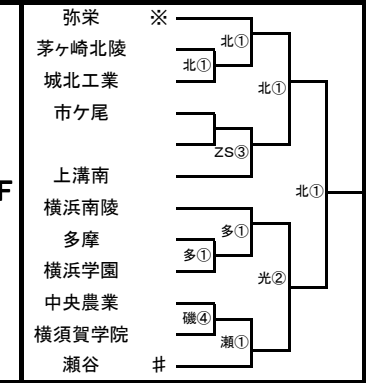 弥栄 ※
茅ヶ崎北陵
城北工業
市ケ尾
上溝南
横浜南陵
多摩
横浜学園
中央農業
横須賀学院
瀬谷 #
F
北①
北①
北①
ZS③
北①
多①
多①
光②
磯④
瀬①